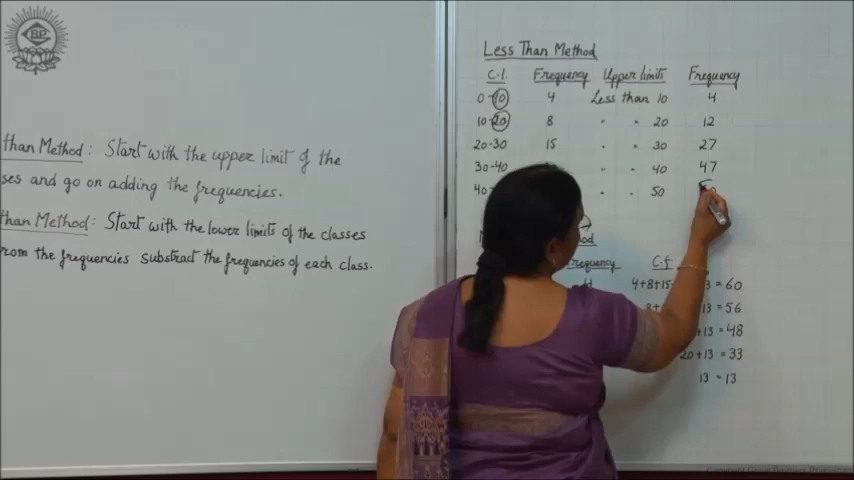 than Method: Start with the upper limit of the
ses and go on adding the frequencies.
than Method: Start with the lower limits of the classes
from the frequencies substract the frequencies of each class.
Less Than Method
C.I. Frequency Upper limits Frequency
0-10 4 Less than 10 4
10-20 8 " " 20 12
20-30 15 " " 30 27
30-40 " " 40 47
40- " " 50
C.f
4+8+15 3 = 60
8+ 13 = 56
+13 = 48
20+13 = 33
13 = 13